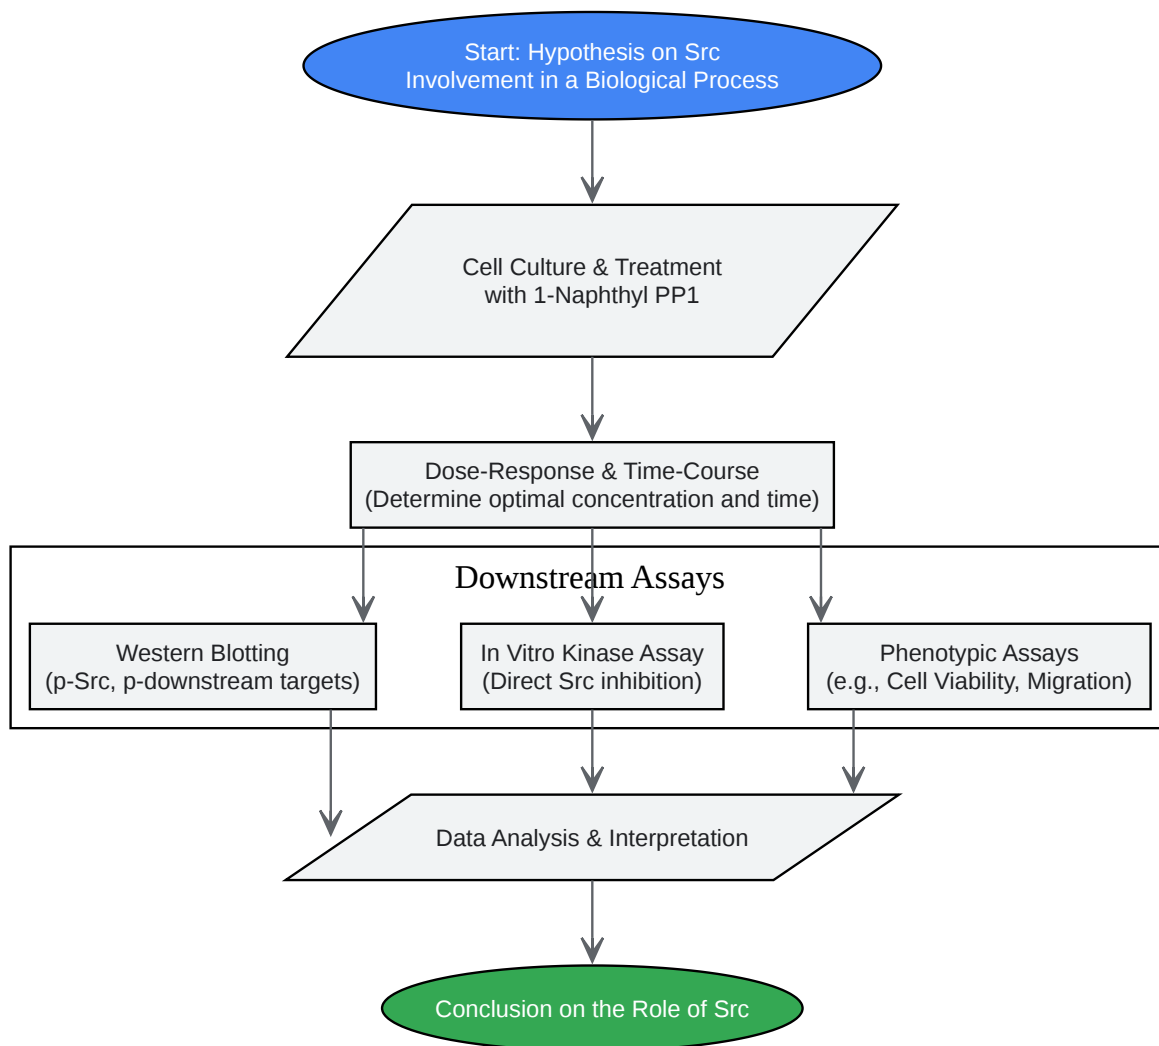 Start: Hypothesis on Src
Involvement in a Biological Process
Cell Culture & Treatment
with 1-Naphthyl PP1
Dose-Response & Time-Course
(Determine optimal concentration and time)
Downstream Assays
Western Blotting
(p-Src, p-downstream targets)
In Vitro Kinase Assay
(Direct Src inhibition)
Phenotypic Assays
(e.g., Cell Viability, Migration)
Data Analysis & Interpretation
Conclusion on the Role of Src